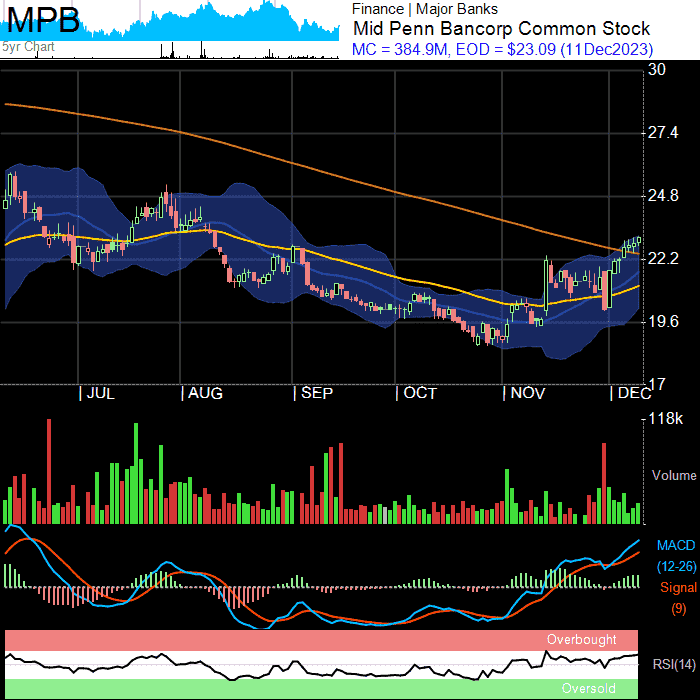 MPB
5yr Chart
Finance | Major Banks
Mid Penn Bancorp Common Stock
MC = 384.9M, EOD = $23.09 (11Dec2023)
30
27.4
24.8
22.2
19.6
17
JUL AUG SEP OCT NOV DEC
118k
Volume
MACD
(12-26)
Signal
(9)
Overbought
RSI(14)
Oversold